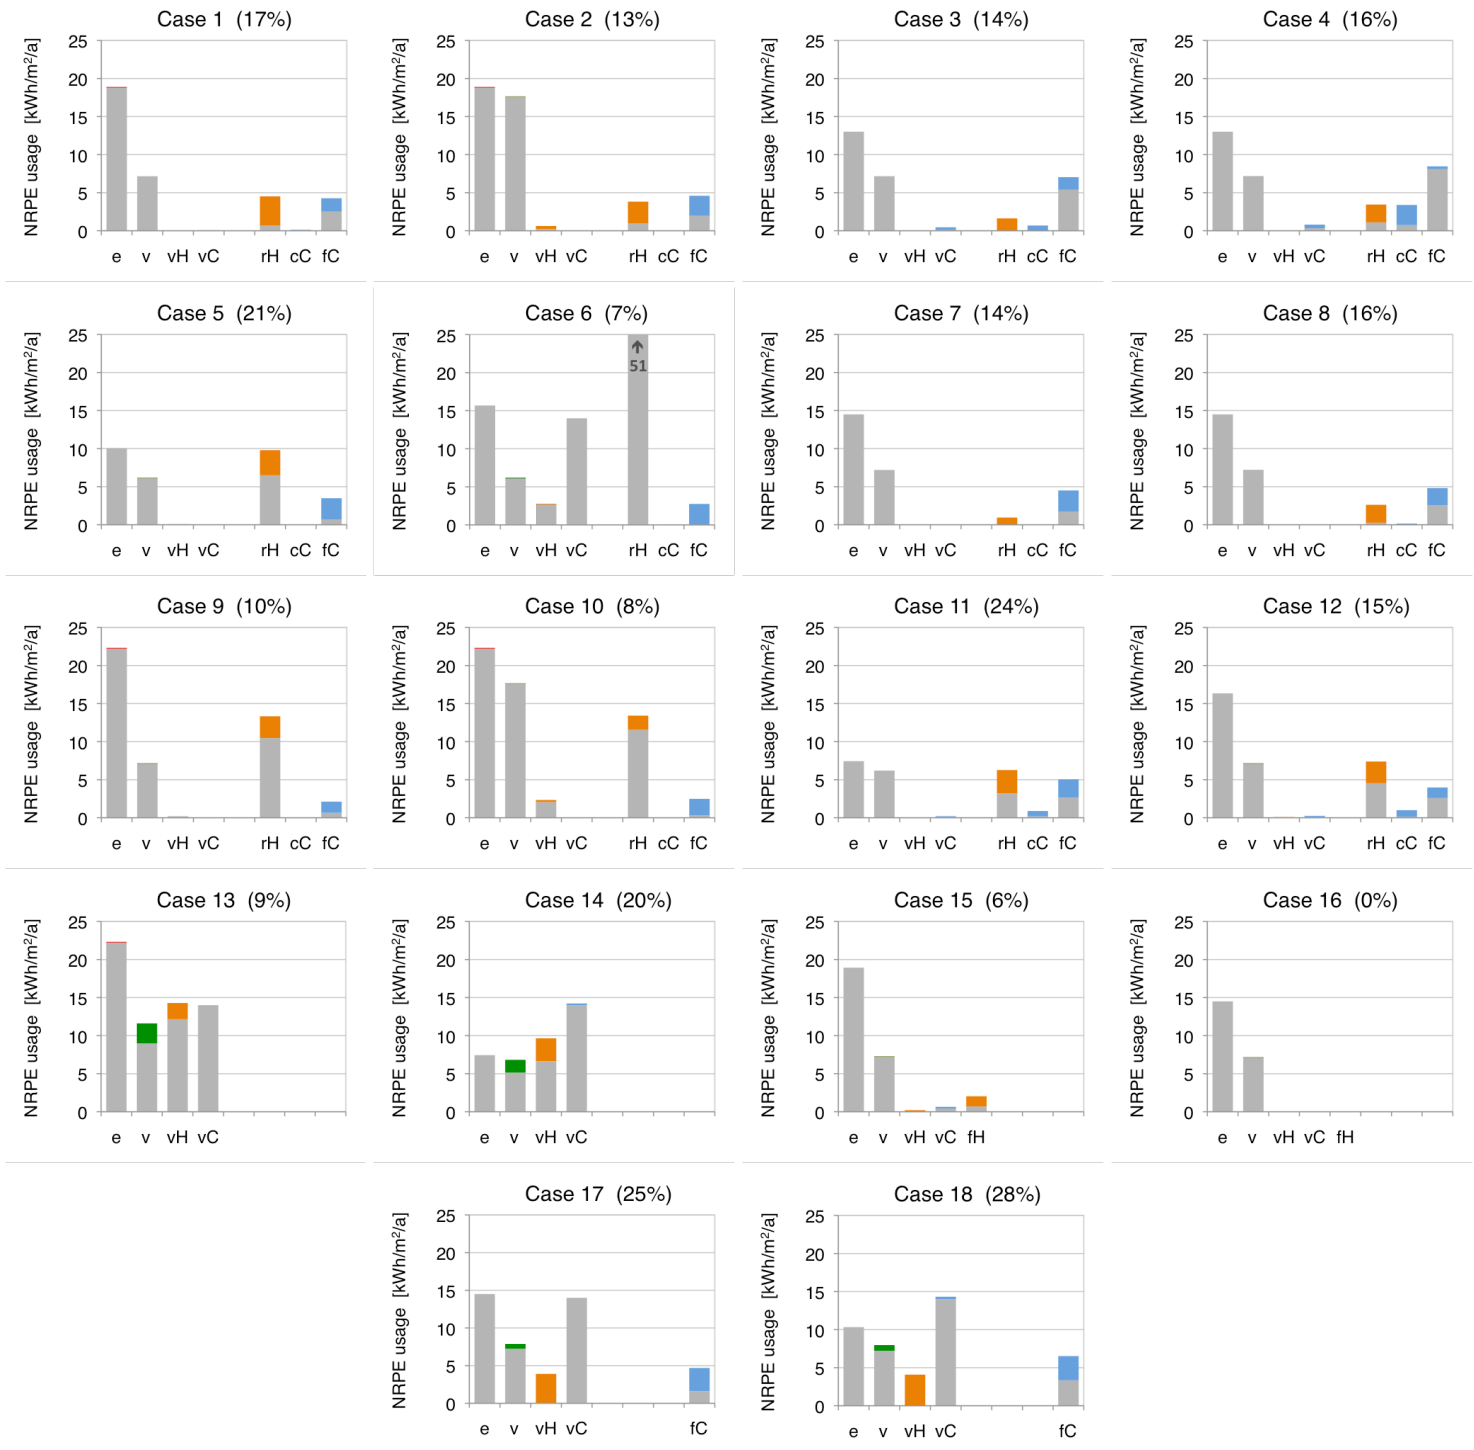 Case 1 (17%)
NRPE usage [kWh/m²/a]
25
20
15
10
5
0
e v vH vC rH cC fC
Case 2 (13%)
NRPE usage [kWh/m²/a]
25
20
15
10
5
0
e v vH vC rH cC fC
Case 3 (14%)
NRPE usage [kWh/m²/a]
25
20
15
10
5
0
e v vH vC rH cC fC
Case 4 (16%)
NRPE usage [kWh/m²/a]
25
20
15
10
5
0
e v vH vC rH cC fC
Case 5 (21%)
NRPE usage [kWh/m²/a]
25
20
15
10
5
0
e v vH vC rH cC fC
Case 6 (7%)
NRPE usage [kWh/m²/a]
25
20
15
10
5
0
51
e v vH vC rH cC fC
Case 7 (14%)
NRPE usage [kWh/m²/a]
25
20
15
10
5
0
e v vH vC rH cC fC
Case 8 (16%)
NRPE usage [kWh/m²/a]
25
20
15
10
5
0
e v vH vC rH cC fC
Case 9 (10%)
NRPE usage [kWh/m²/a]
25
20
15
10
5
0
e v vH vC rH cC fC
Case 10 (8%)
NRPE usage [kWh/m²/a]
25
20
15
10
5
0
e v vH vC rH cC fC
Case 11 (24%)
NRPE usage [kWh/m²/a]
25
20
15
10
5
0
e v vH vC rH cC fC
Case 12 (15%)
NRPE usage [kWh/m²/a]
25
20
15
10
5
0
e v vH vC rH cC fC
Case 13 (9%)
NRPE usage [kWh/m²/a]
25
20
15
10
5
0
e v vH vC
Case 14 (20%)
NRPE usage [kWh/m²/a]
25
20
15
10
5
0
e v vH vC
Case 15 (6%)
NRPE usage [kWh/m²/a]
25
20
15
10
5
0
e v vH vC fH
Case 16 (0%)
NRPE usage [kWh/m²/a]
25
20
15
10
5
0
e v vH vC fH
Case 17 (25%)
NRPE usage [kWh/m²/a]
25
20
15
10
5
0
e v vH vC fC
Case 18 (28%)
NRPE usage [kWh/m²/a]
25
20
15
10
5
0
e v vH vC fC